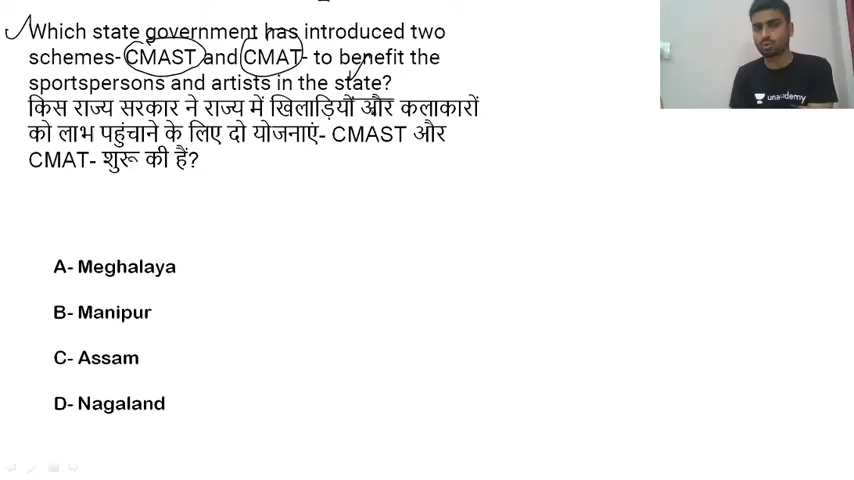 Which state government has introduced two
schemes- CMAST and CMAT- to benefit the
sportspersons and artists in the state?
किस राज्य सरकार ने राज्य में खिलाड़ियों और कलाकारों
को लाभ पहुंचाने के लिए दो योजनाएं- CMAST और
CMAT- शुरू की हैं?
A- Meghalaya
B- Manipur
C- Assam
D- Nagaland
unacademy